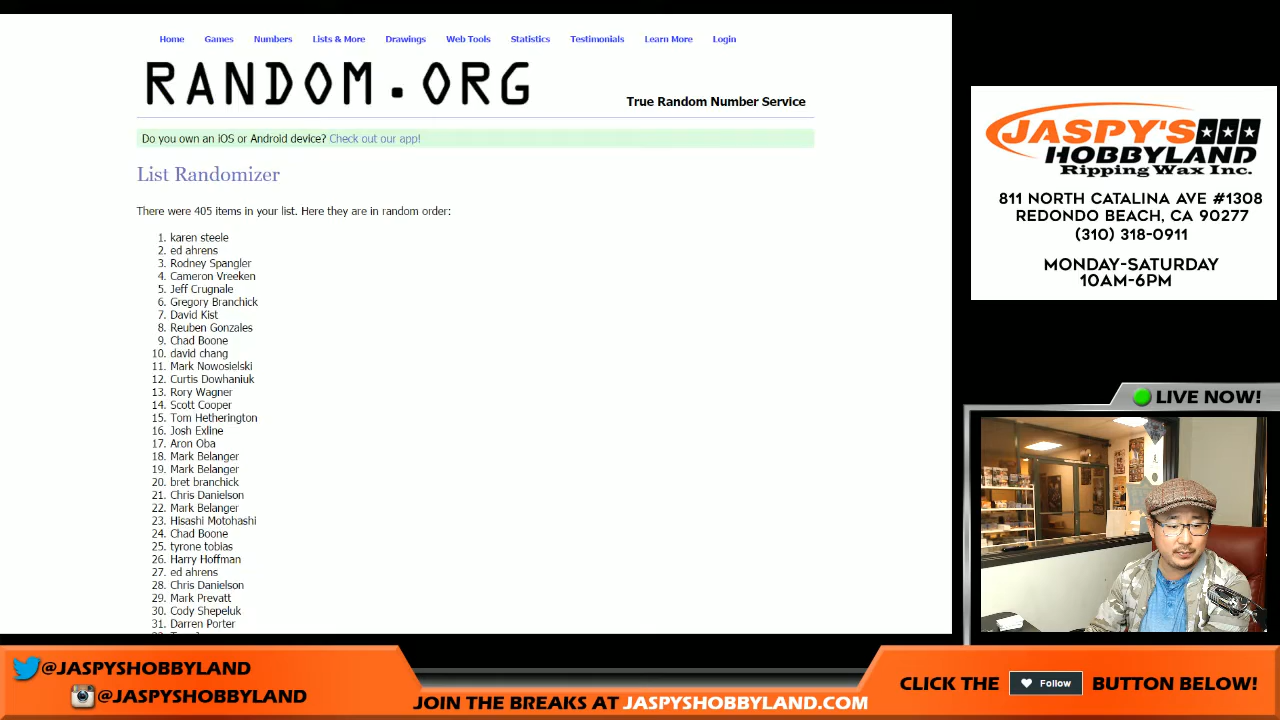 Home Games Numbers Lists & More Drawings Web Tools Statistics Testimonials Learn More Login
RANDOM.ORG
True Random Number Service
Do you own an iOS or Android device? Check out our app!
List Randomizer
There were 405 items in your list. Here they are in random order:
1. karen steele
2. ed ahrens
3. Rodney Spangler
4. Cameron Vreeken
5. Jeff Crugnale
6. Gregory Branchick
7. David Kist
8. Reuben Gonzales
9. Chad Boone
10. david chang
11. Mark Nowosielski
12. Curtis Dowhaniuk
13. Rory Wagner
14. Scott Cooper
15. Tom Hetherington
16. Josh Exline
17. Aron Oba
18. Mark Belanger
19. Mark Belanger
20. bret branchick
21. Chris Danielson
22. Mark Belanger
23. Hisashi Motohashi
24. Chad Boone
25. tyrone tobias
26. Harry Hoffman
27. ed ahrens
28. Chris Danielson
29. Mark Prevatt
30. Cody Shepeluk
31. Darren Porter
JASPY'S
HOBBYLAND
Ripping Wax Inc.
811 NORTH CATALINA AVE #1308
REDONDO BEACH, CA 90277
(310) 318-0911
MONDAY-SATURDAY
10AM-6PM
LIVE NOW!
@JASPYSHOBBYLAND
@JASPYSHOBBYLAND
JOIN THE BREAKS AT JASPYSHOBBYLAND.COM
CLICK THE Follow BUTTON BELOW!